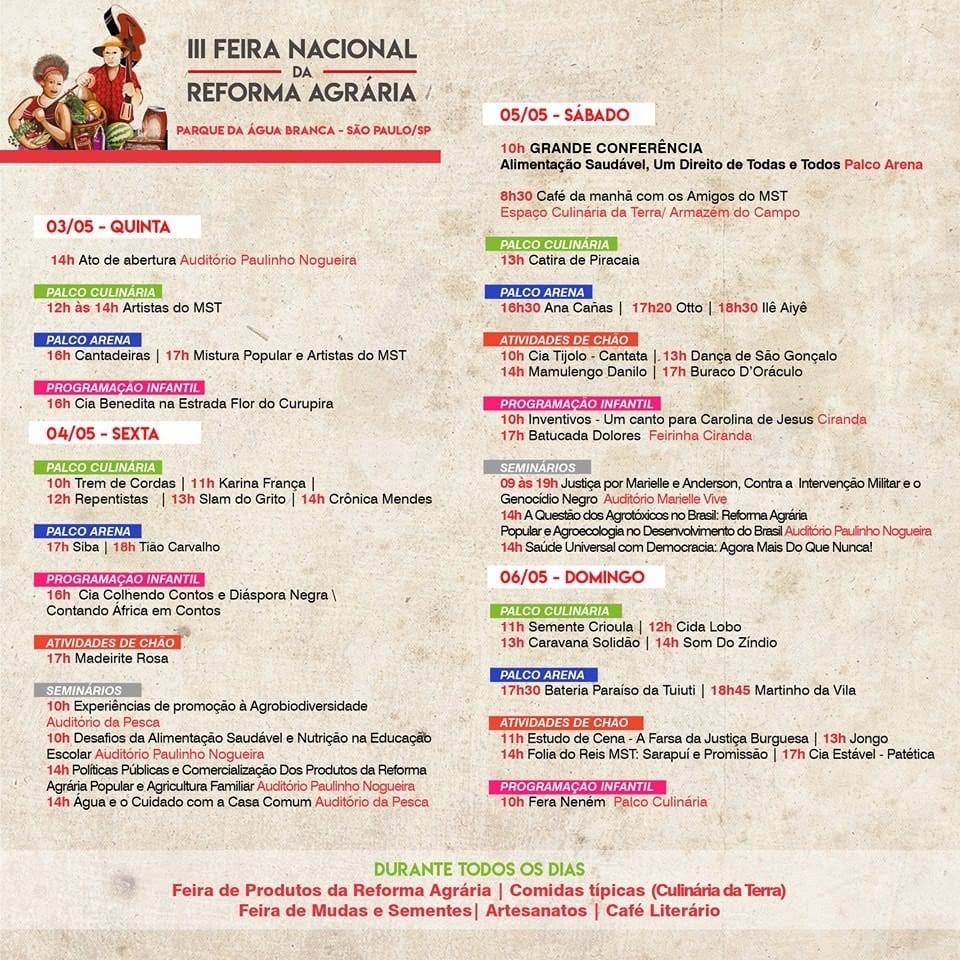 III FEIRA NACIONAL
DA
REFORMA AGRÁRIA
PARQUE DA ÁGUA BRANCA - SÃO PAULO/SP
03/05 - QUINTA
14h Ato de abertura Auditório Paulinho Nogueira
PALCO CULINÁRIA
12h às 14h Artistas do MST
PALCO ARENA
16h Cantadeiras | 17h Mistura Popular e Artistas do MST
PROGRAMAÇAO INFANTIL
16h Cia Benedita na Estrada Flor do Curupira
04/05 - SEXTA
PALCO CULINÁRIA
10h Trem de Cordas | 11h Karina França |
12h Repentistas | 13h Slam do Grito | 14h Crônica Mendes
PALCO ARENA
17h Siba | 18h Tião Carvalho
PROGRAMAÇAO INFANTIL
16h Cia Colhendo Contos e Diáspora Negra \
Contando África em Contos
ATIVIDADES DE CHÃO
17h Madeirite Rosa
SEMINÁRIOS
10h Experiências de promoção à Agrobiodiversidade
Auditório da Pesca
10h Desafios da Alimentação Saudável e Nutrição na Educação
Escolar Auditório Paulinho Nogueira
14h Políticas Públicas e Comercialização Dos Produtos da Reforma
Agrária Popular e Agricultura Familiar Auditório Paulinho Nogueira
14h Água e o Cuidado com a Casa Comum Auditório da Pesca
05/05 - SÁBADO
10h GRANDE CONFERÊNCIA
Alimentação Saudável, Um Direito de Todas e Todos Palco Arena
8h30 Café da manhã com os Amigos do MST
Espaço Culinária da Terra/ Armazém do Campo
PALCO CULINÁRIA
13h Catira de Piracaia
PALCO ARENA
16h30 Ana Cañas | 17h20 Otto | 18h30 Ilê Aiyê
ATIVIDADES DE CHÃO
10h Cia Tijolo - Cantata | 13h Dança de São Gonçalo
14h Mamulengo Danilo | 17h Buraco D'Oráculo
PROGRAMAÇAO INFANTIL
10h Inventivos - Um canto para Carolina de Jesus Ciranda
17h Batucada Dolores Feirinha Ciranda
SEMINÁRIOS
09 às 19h Justiça por Marielle e Anderson, Contra a Intervenção Militar e o
Genocídio Negro Auditório Marielle Vive
14h A Questão dos Agrotóxicos no Brasil: Reforma Agrária
Popular e Agroecologia no Desenvolvimento do Brasil Auditório Paulinho Nogueira
14h Saúde Universal com Democracia: Agora Mais Do Que Nunca!
06/05 - DOMINGO
PALCO CULINÁRIA
11h Semente Crioula | 12h Cida Lobo
13h Caravana Solidão | 14h Som Do Zíndio
PALCO ARENA
17h30 Bateria Paraíso da Tuiuti | 18h45 Martinho da Vila
ATIVIDADES DE CHÃO
11h Estudo de Cena - A Farsa da Justiça Burguesa | 13h Jongo
14h Folia do Reis MST: Sarapuí e Promissão | 17h Cia Estável - Patética
PROGRAMAÇAO INFANTIL
10h Fera Neném Palco Culinária
DURANTE TODOS OS DIAS
Feira de Produtos da Reforma Agrária | Comidas típicas (Culinária da Terra)
Feira de Mudas e Sementes| Artesanatos | Café Literário